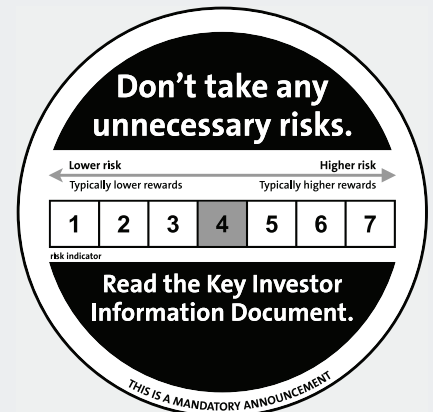 Don't take any
unnecessary risks.
Lower risk Higher risk
Typically lower rewards Typically higher rewards
1 2 3 4 5 6 7
risk indicator
Read the Key Investor
Information Document.
THIS IS A MANDATORY ANNOUNCEMENT